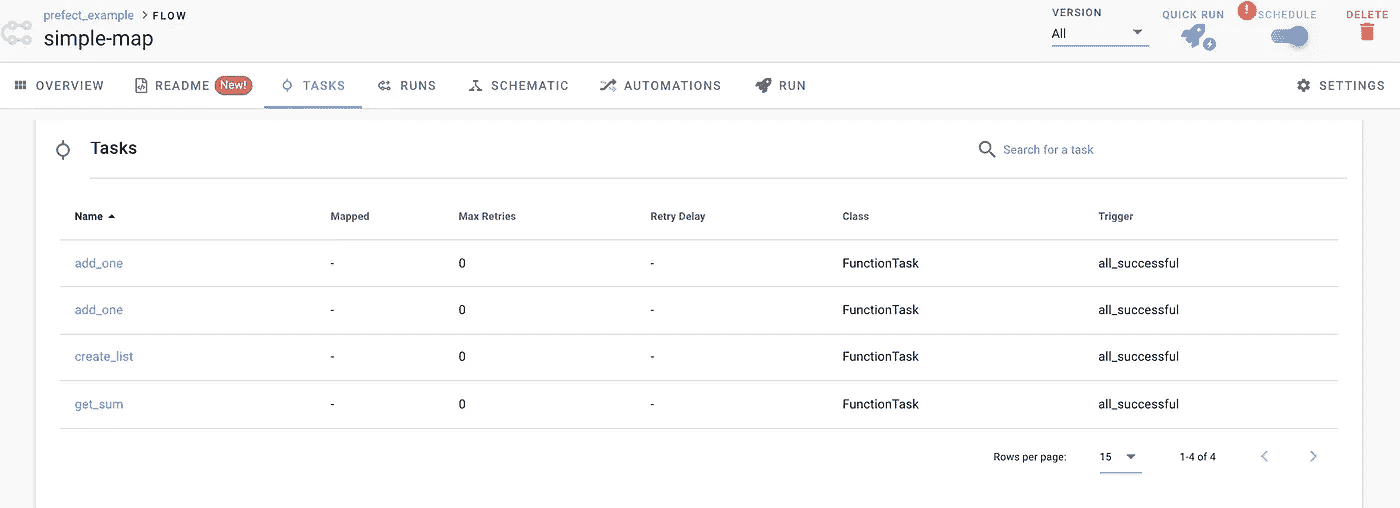 prefect_example > FLOW
simple-map
VERSION
All
QUICK RUN
! SCHEDULE
DELETE
OVERVIEW README New! TASKS RUNS SCHEMATIC AUTOMATIONS RUN SETTINGS
Tasks
Search for a task
Name Mapped Max Retries Retry Delay Class Trigger
add_one - 0 - FunctionTask all_successful
add_one - 0 - FunctionTask all_successful
create_list - 0 - FunctionTask all_successful
get_sum - 0 - FunctionTask all_successful
Rows per page: 15 1-4 of 4